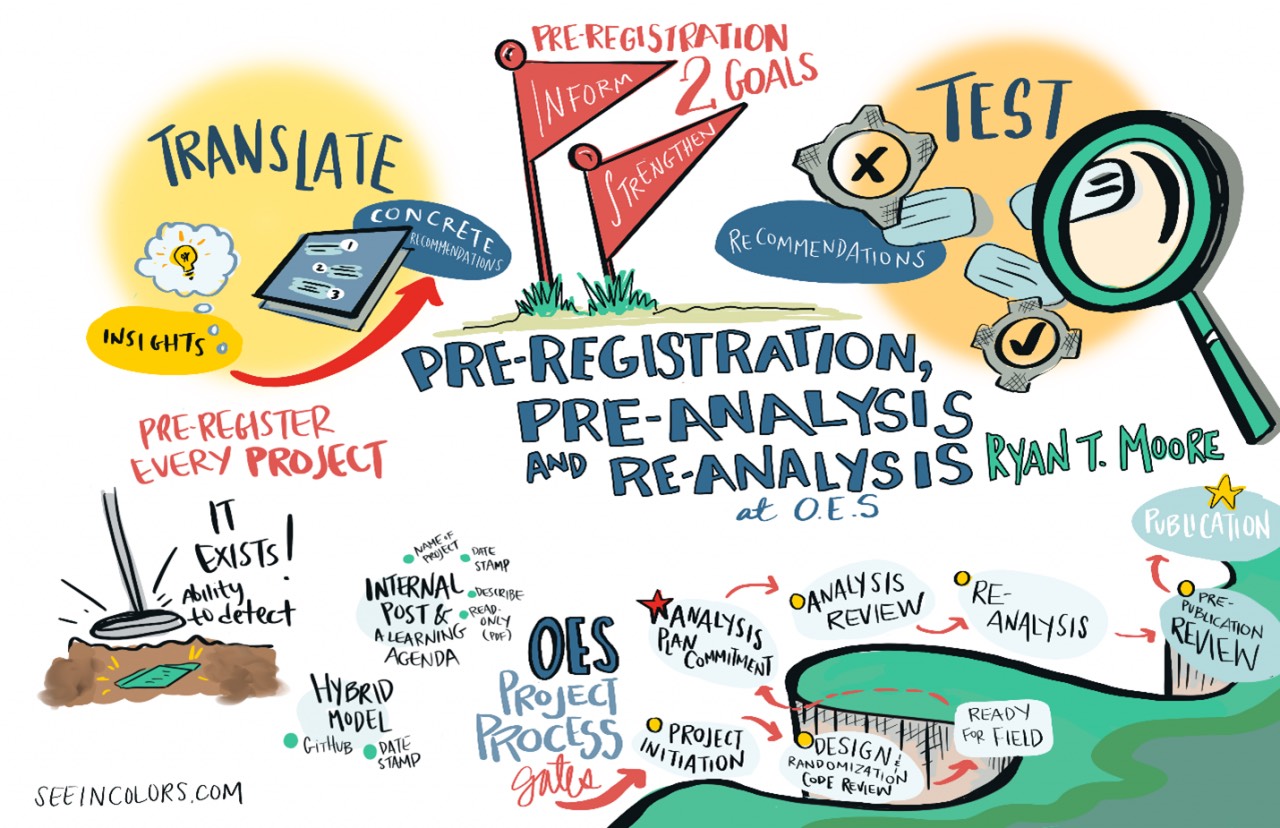 PRE-REGISTRATION
2 GOALS
INFORM
STRENGTHEN
TRANSLATE
INSIGHTS
1
2
3
CONCRETE
RECOMMENDATIONS
TEST
RECOMMENDATIONS
PRE-REGISTRATION,
PRE-ANALYSIS
AND RE-ANALYSIS
at O.E.S
RYAN T. MOORE
PRE-REGISTER
EVERY PROJECT
IT
EXISTS!
Ability
to detect
INTERNAL
POST &
A LEARNING
AGENDA
NAME OF
PROJECT
DATE
STAMP
DESCRIBE
READ-
ONLY
(PDF)
HYBRID
MODEL
GITHUB
DATE
STAMP
OES
PROJECT
PROCESS
gates
PROJECT
INITIATION
DESIGN &
RANDOMIZATION
CODE REVIEW
READY
FOR FIELD
ANALYSIS
PLAN
COMMITMENT
ANALYSIS
REVIEW
RE-
ANALYSIS
PRE-
PUBLICATION
REVIEW
PUBLICATION
SEEINCOLORS.COM